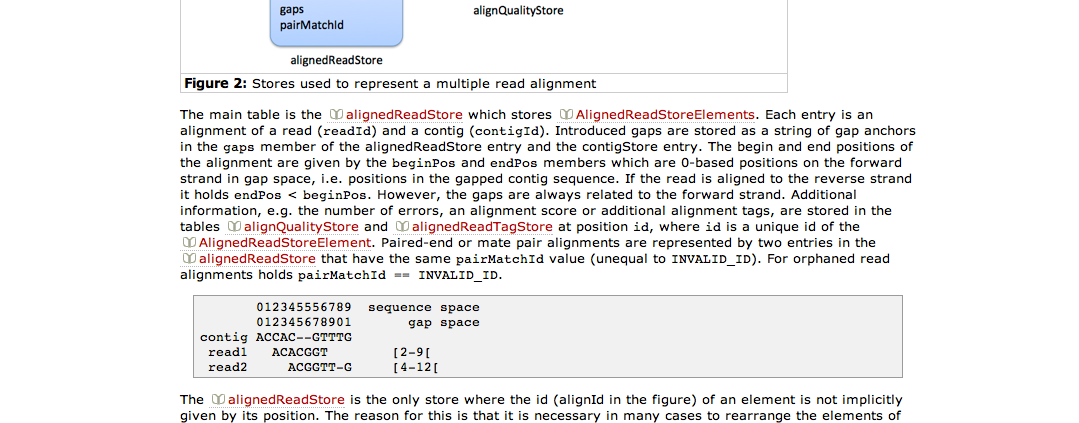 gaps
alignQualityStore
pairMatchId
alignedReadStore
Figure 2: Stores used to represent a multiple read alignment
The main table is the alignedReadStore which stores AlignedReadStoreElements. Each entry is an
alignment of a read (readId) and a contig (contigId). Introduced gaps are stored as a string of gap anchors
in the gaps member of the alignedReadStore entry and the contigStore entry. The begin and end positions of
the alignment are given by the beginPos and endPos members which are 0-based positions on the forward
strand in gap space, i.e. positions in the gapped contig sequence. If the read is aligned to the reverse strand
it holds endPos < beginPos. However, the gaps are always related to the forward strand. Additional
information, e.g. the number of errors, an alignment score or additional alignment tags, are stored in the
tables alignQualityStore and alignedReadTagStore at position id, where id is a unique id of the
AlignedReadStoreElement. Paired-end or mate pair alignments are represented by two entries in the
alignedReadStore that have the same pairMatchId value (unequal to INVALID_ID). For orphaned read
alignments holds pairMatchId == INVALID_ID.
012345556789 sequence space
012345678901 gap space
contig ACCAC--GTTTG
read1 ACACGGT [2-9[
read2 ACGGTT-G [4-12[
The alignedReadStore is the only store where the id (alignId in the figure) of an element is not implicitly
given by its position. The reason for this is that it is necessary in many cases to rearrange the elements of